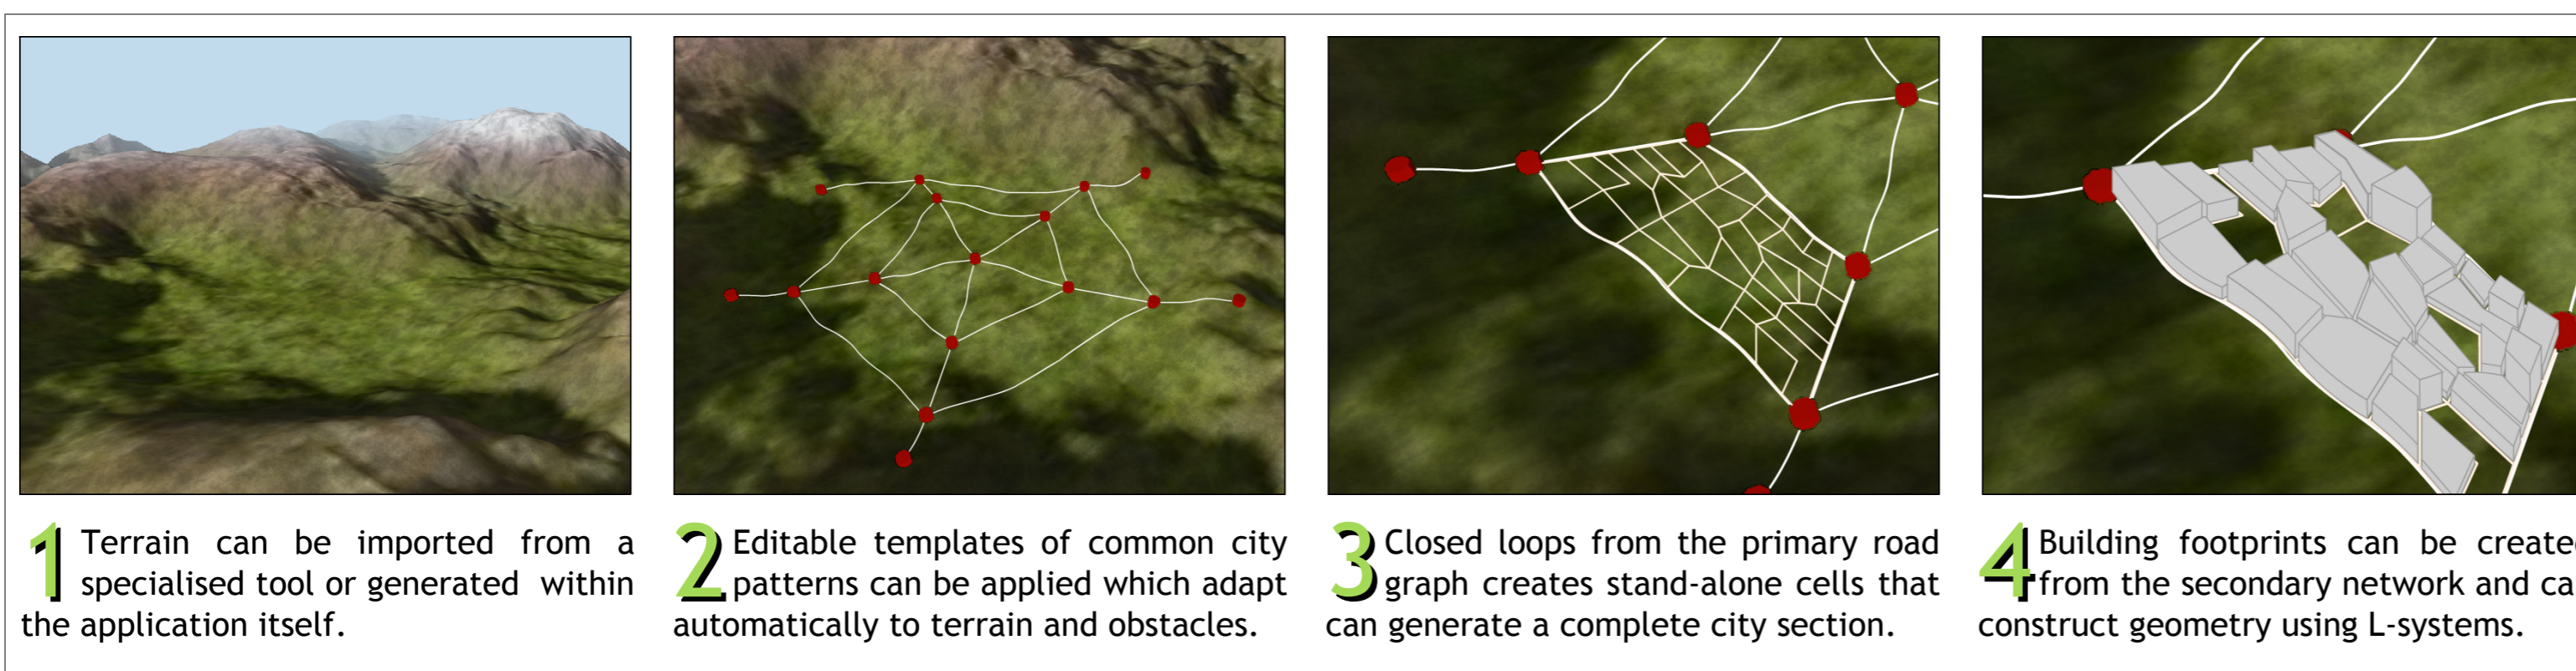 1 Terrain can be imported from a
specialised tool or generated within
the application itself.
2 Editable templates of common city
patterns can be applied which adapt
automatically to terrain and obstacles.
3 Closed loops from the primary road
graph creates stand-alone cells that
can generate a complete city section.
4 Building footprints can be create
from the secondary network and ca
construct geometry using L-systems.